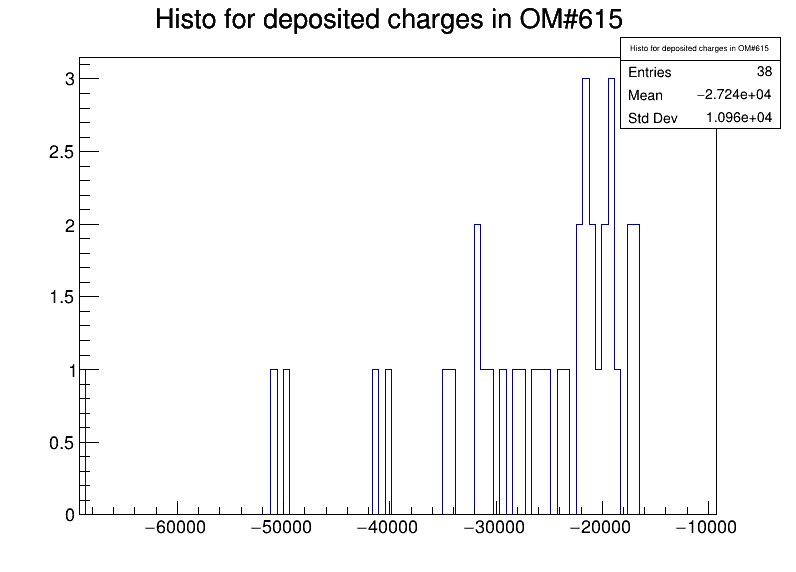 Histo for deposited charges in OM#615
Histo for deposited charges in OM#615
Entries 38
Mean −2.724e+04
Std Dev 1.096e+04
3
2.5
2
1.5
1
0.5
0
−60000 −50000 −40000 −30000 −20000 −10000